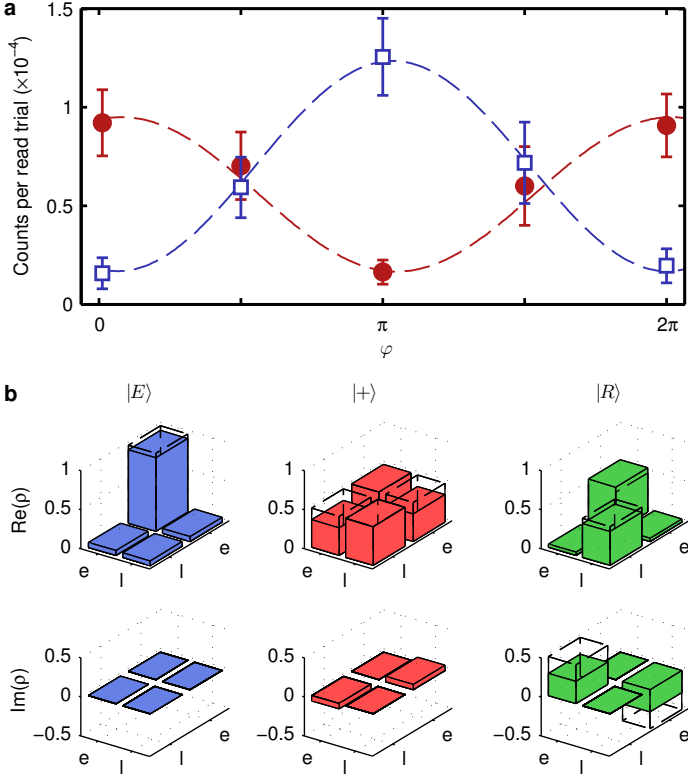 a
Counts per read trial (×10⁻⁴)
1.5
1
0.5
0
0 π 2π
φ
b
|E⟩ |+⟩ |R⟩
Re(ρ)
1 1 1
0.5 0.5 0.5
0 0 0
e l l e e l l e e l l e
Im(ρ)
0.5 0.5 0.5
0 0 0
−0.5 −0.5 −0.5
e l l e e l l e e l l e